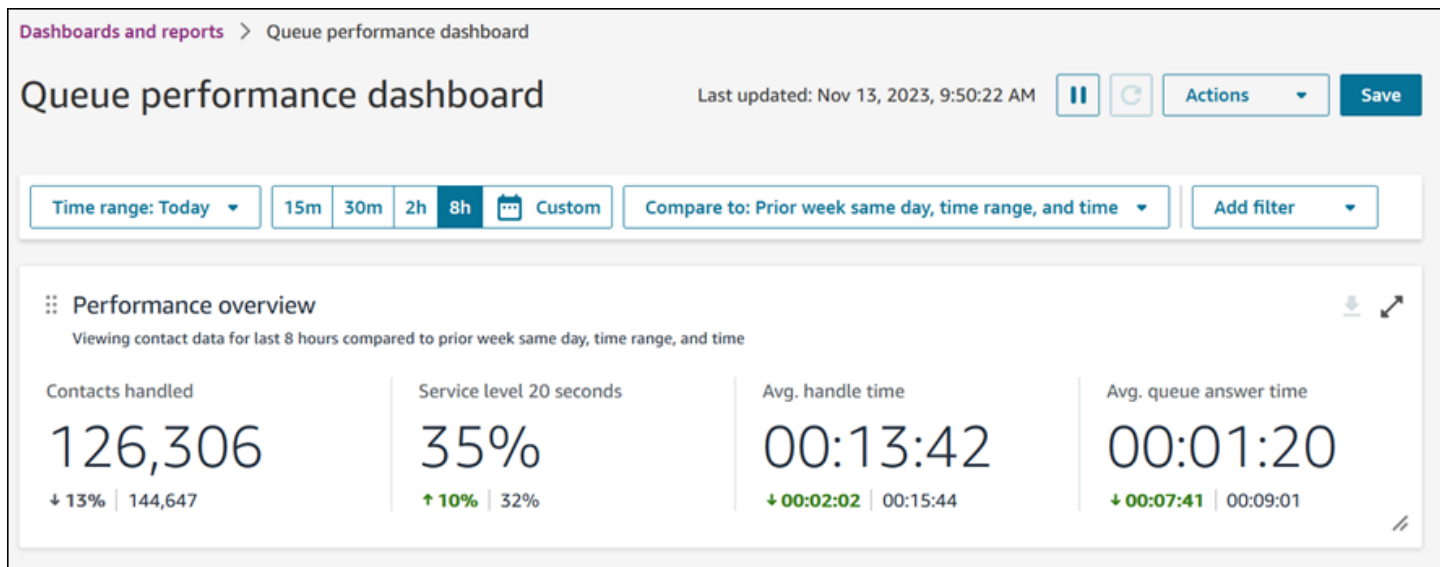 Dashboards and reports > Queue performance dashboard
Queue performance dashboard
Last updated: Nov 13, 2023, 9:50:22 AM
Actions
Save
Time range: Today
15m 30m 2h 8h Custom
Compare to: Prior week same day, time range, and time
Add filter
Performance overview
Viewing contact data for last 8 hours compared to prior week same day, time range, and time
Contacts handled
126,306
↓ 13% | 144,647
Service level 20 seconds
35%
↑ 10% | 32%
Avg. handle time
00:13:42
↓ 00:02:02 | 00:15:44
Avg. queue answer time
00:01:20
↓ 00:07:41 | 00:09:01